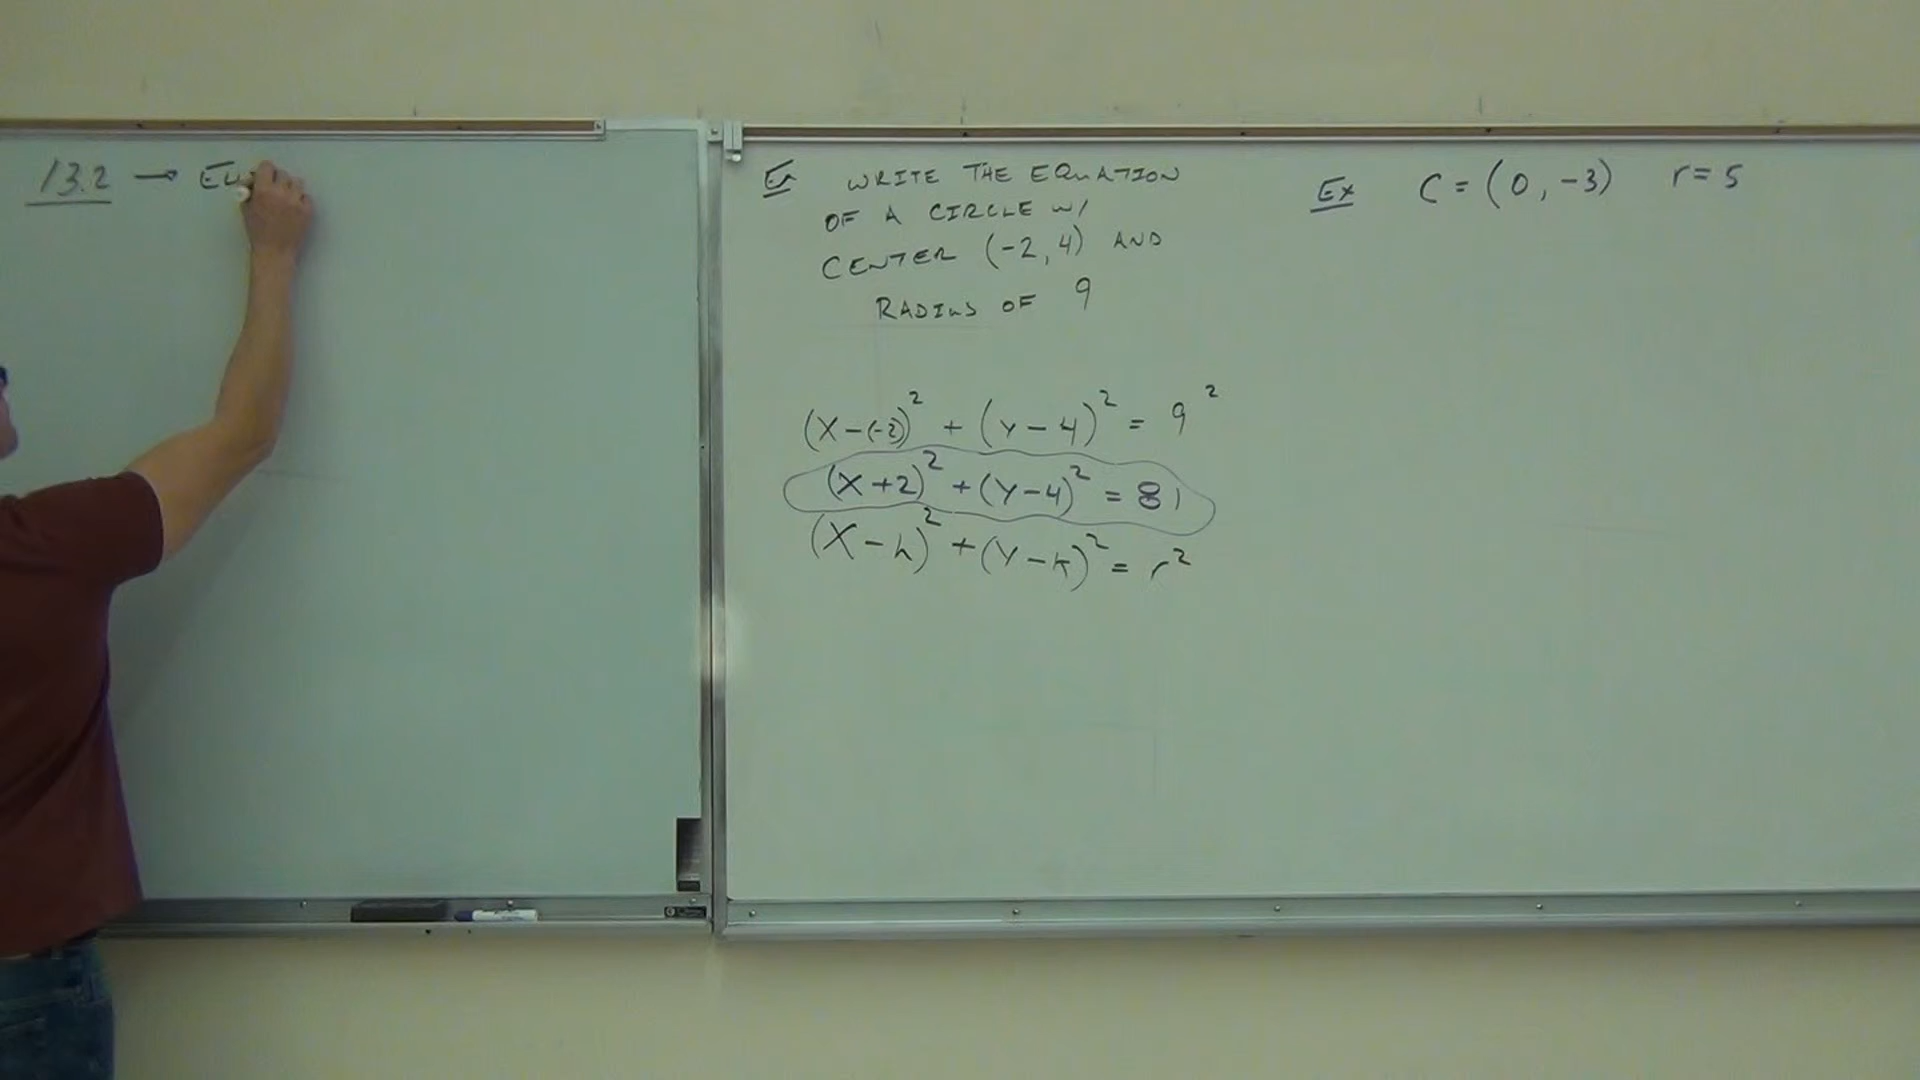 13.2 →
Ex WRITE THE EQUATION
OF A CIRCLE W/
CENTER (-2,4) AND
RADIUS OF 9
(X-(-2))² + (Y-4)² = 9²
(X+2)² + (Y-4)² = 81
(X-h)² + (Y-k)² = r²
Ex C = (0, -3) r = 5